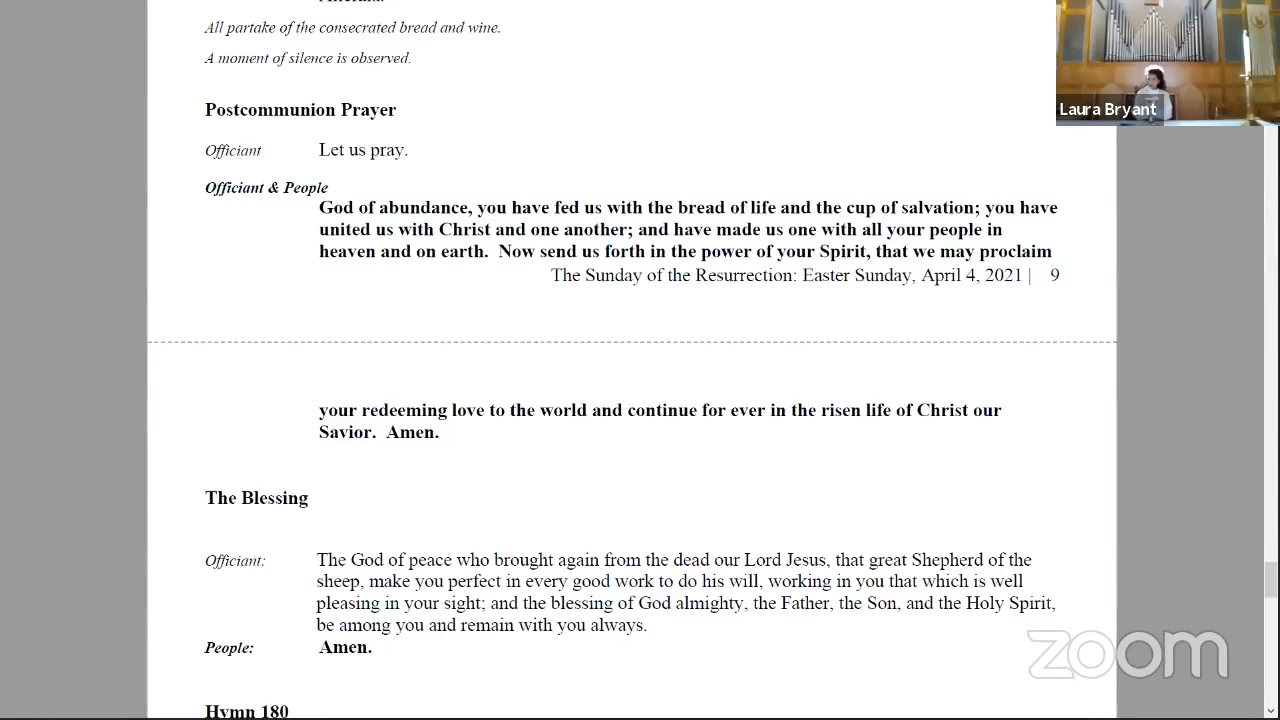 All partake of the consecrated bread and wine.
A moment of silence is observed.
Postcommunion Prayer
Laura Bryant
Officiant Let us pray.
Officiant & People
God of abundance, you have fed us with the bread of life and the cup of salvation; you have
united us with Christ and one another; and have made us one with all your people in
heaven and on earth.  Now send us forth in the power of your Spirit, that we may proclaim
The Sunday of the Resurrection: Easter Sunday, April 4, 2021 | 9
your redeeming love to the world and continue for ever in the risen life of Christ our
Savior.  Amen.
The Blessing
Officiant: The God of peace who brought again from the dead our Lord Jesus, that great Shepherd of the
sheep, make you perfect in every good work to do his will, working in you that which is well
pleasing in your sight; and the blessing of God almighty, the Father, the Son, and the Holy Spirit,
be among you and remain with you always.
People: Amen.
zoom
Hymn 180